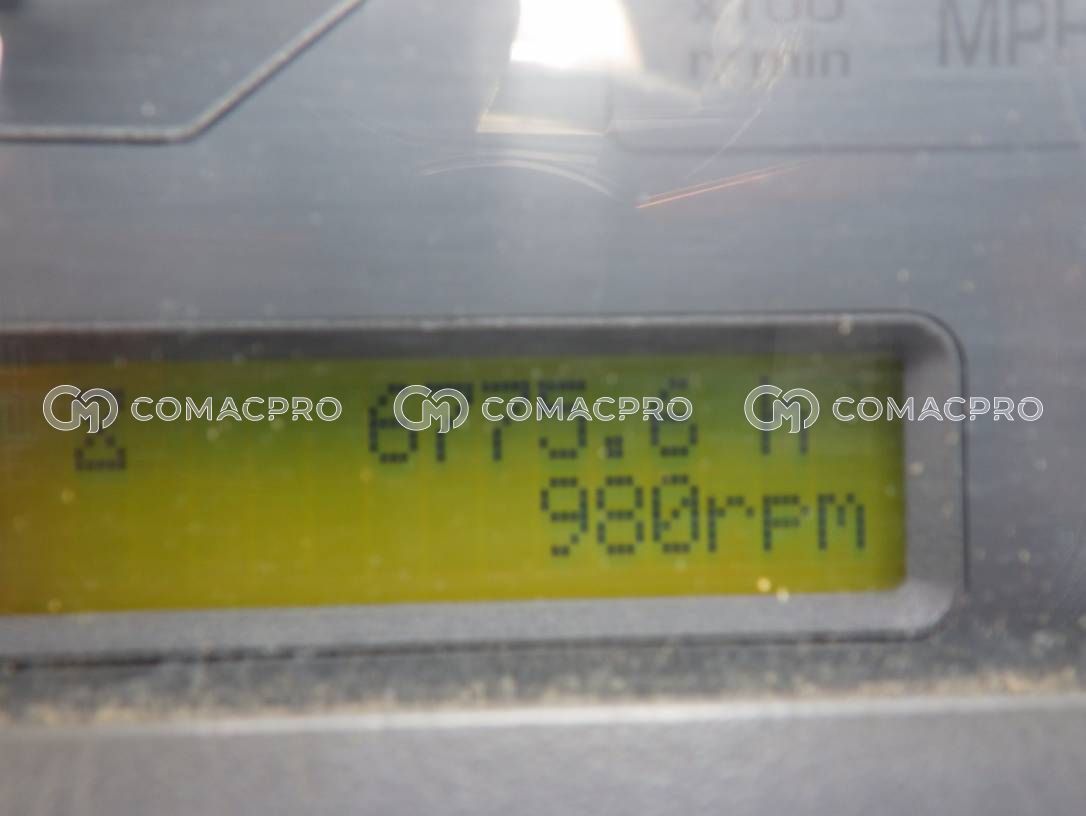 x100
r/min
MPH
COMACPRO COMACPRO COMACPRO
6775.6 h
980rpm